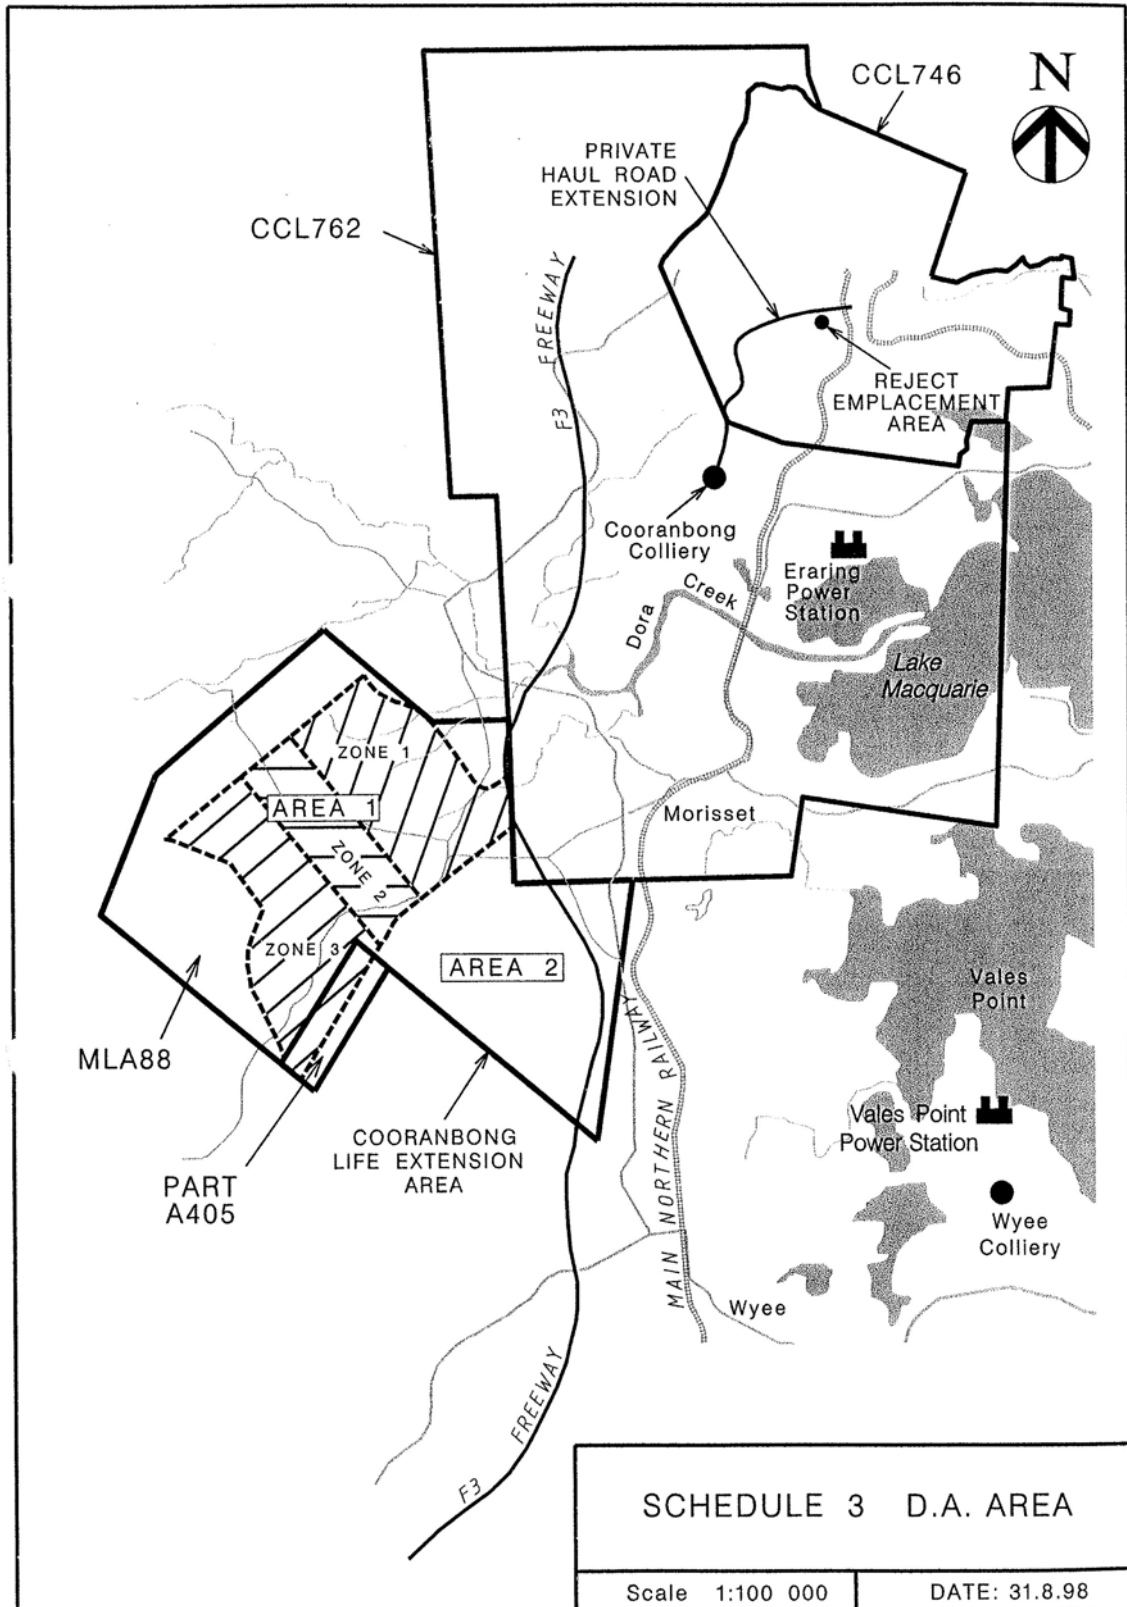 N
CCL746
PRIVATE
HAUL ROAD
EXTENSION
CCL762
FREEWAY
F3
REJECT
EMPLACEMENT
AREA
Cooranbong
Colliery
Eraring
Power
Station
Dora
Creek
Lake
Macquarie
ZONE 1
AREA 1
ZONE 2
Morisset
ZONE 3
AREA 2
Vales
Point
MLA88
COORANBONG
LIFE EXTENSION
AREA
PART
A405
MAIN NORTHERN RAILWAY
Vales Point
Power Station
Wyee
Colliery
Wyee
FREEWAY
F3
SCHEDULE 3 D.A. AREA
Scale 1:100 000
DATE: 31.8.98